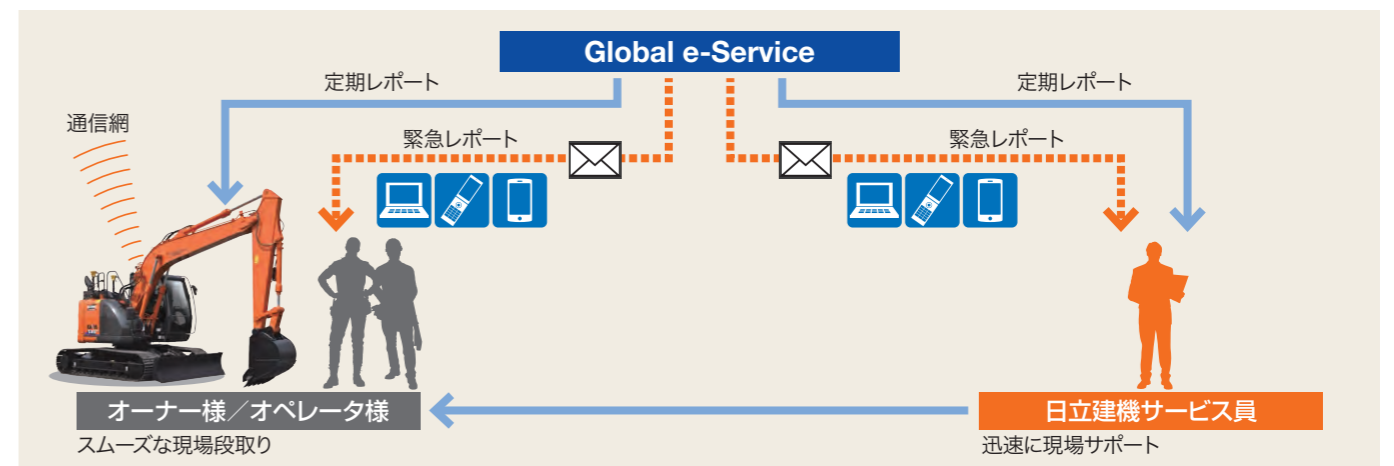 Global e-Service
定期レポート
定期レポート
通信網
緊急レポート
緊急レポート
オーナー様／オペレータ様
日立建機サービス員
スムーズな現場段取り
迅速に現場サポート